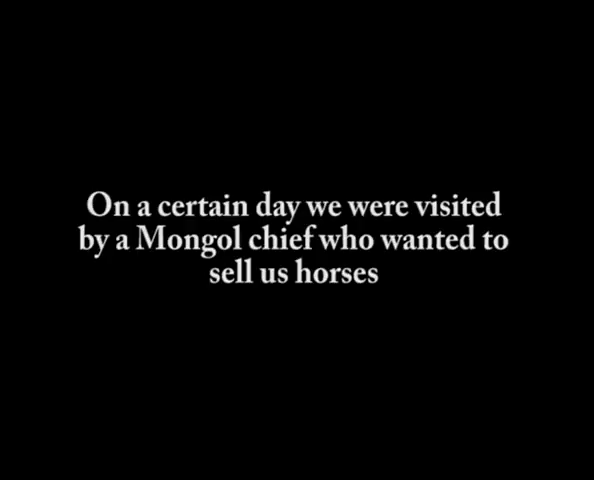 On a certain day we were visited
by a Mongol chief who wanted to
sell us horses